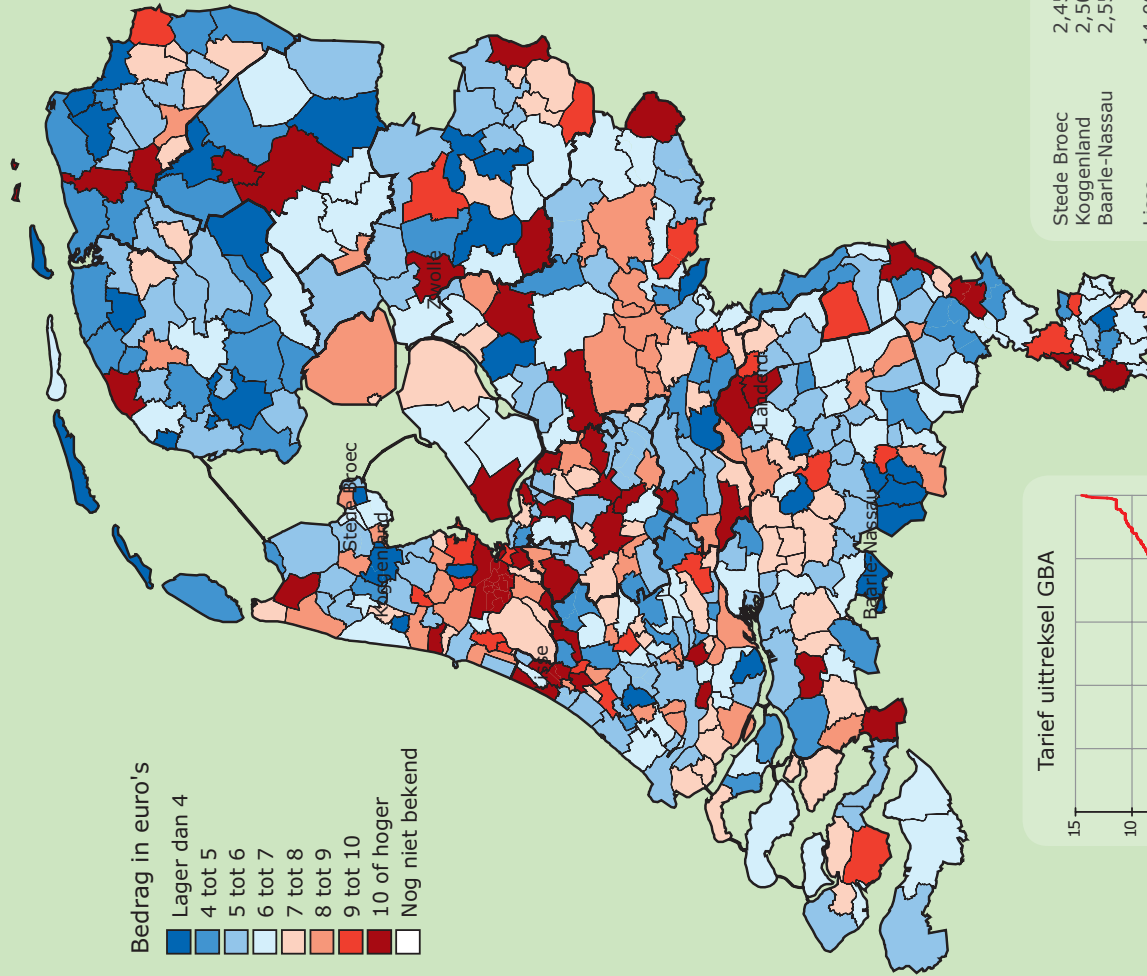 Bedrag in euro's
Lager dan 4
4 tot 5
5 tot 6
6 tot 7
7 tot 8
8 tot 9
9 tot 10
10 of hoger
Nog niet bekend
Stede Broec
Koggenland
Baarle-Nassau
Stede Broec
Koggenland
Baarle-Nassau
Tarief uittreksel GBA
15
10